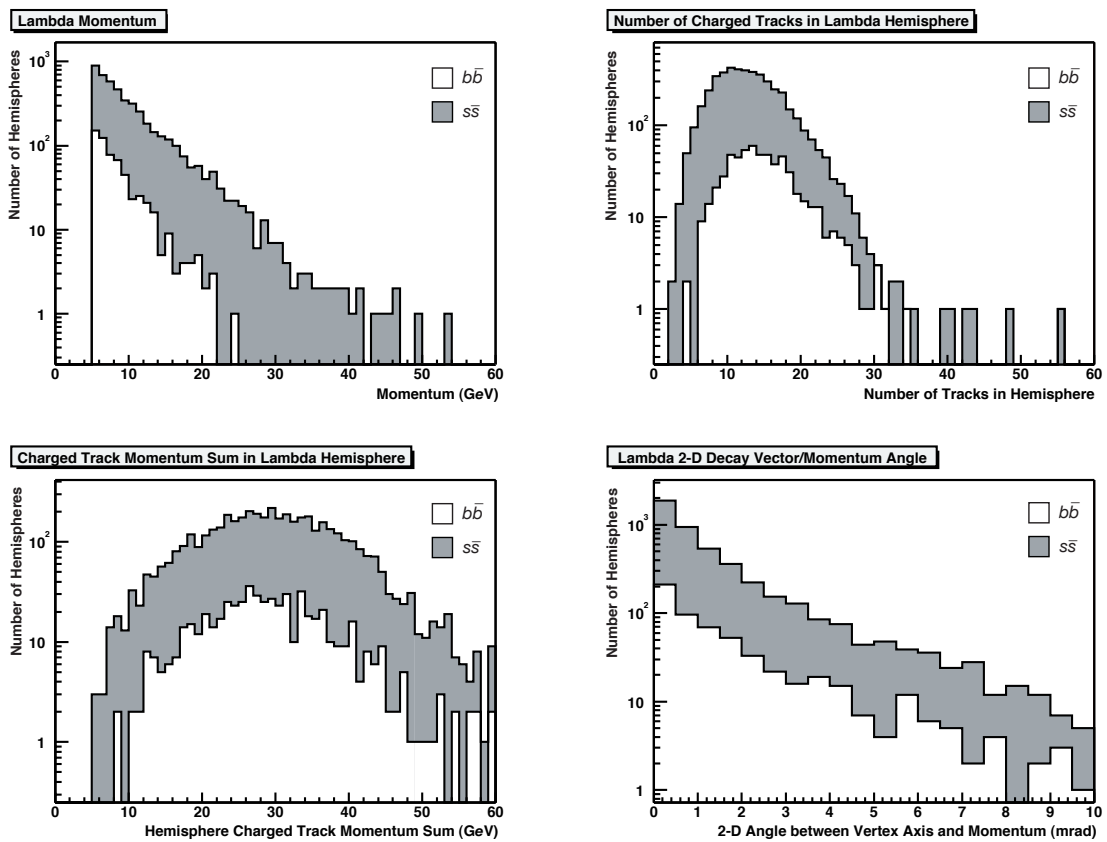 Lambda Momentum
Number of Hemispheres
10³
10²
10
1
bb̅
ss̅
0 10 20 30 40 50 60
Momentum (GeV)
Number of Charged Tracks in Lambda Hemisphere
Number of Hemispheres
10²
10
1
bb̅
ss̅
0 10 20 30 40 50 60
Number of Tracks in Hemisphere
Charged Track Momentum Sum in Lambda Hemisphere
Number of Hemispheres
10²
10
1
bb̅
ss̅
0 10 20 30 40 50 60
Hemisphere Charged Track Momentum Sum (GeV)
Lambda 2-D Decay Vector/Momentum Angle
Number of Hemispheres
10³
10²
10
1
bb̅
ss̅
0 1 2 3 4 5 6 7 8 9 10
2-D Angle between Vertex Axis and Momentum (mrad)